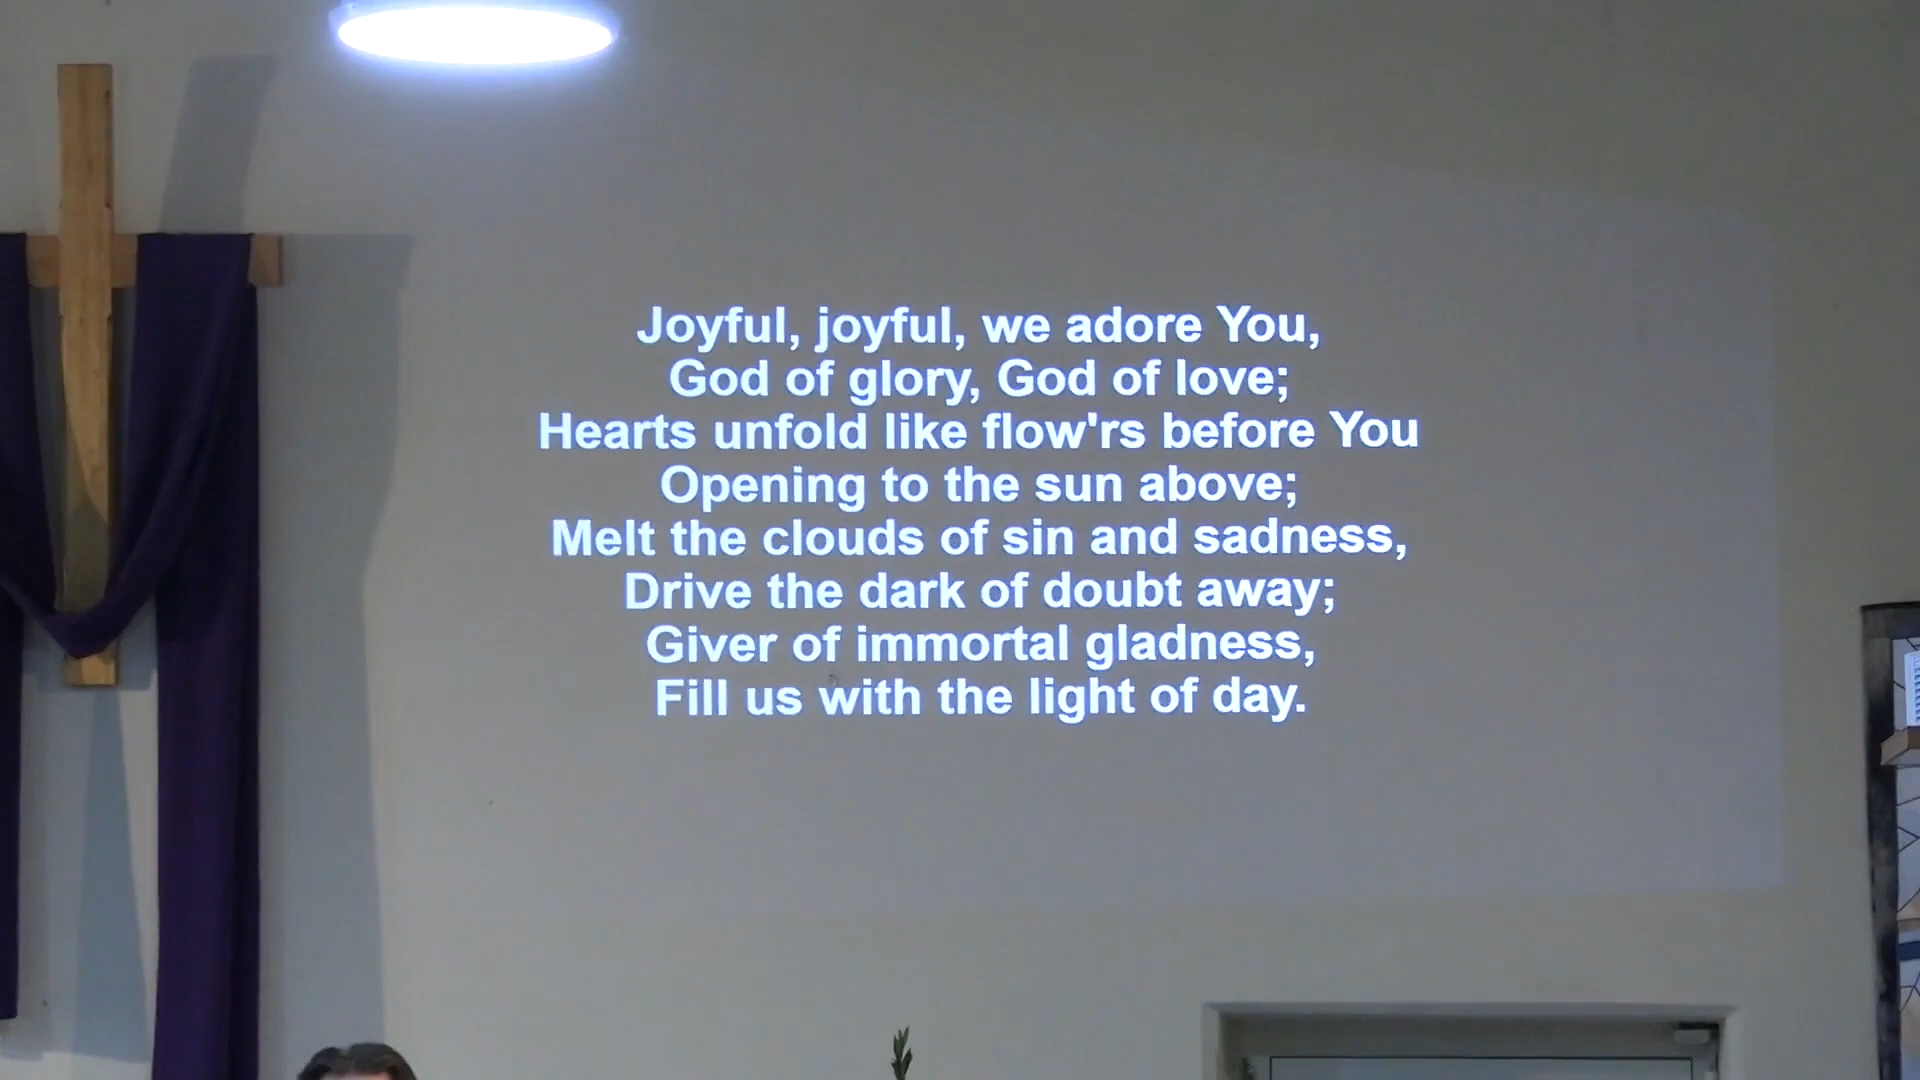 Joyful, joyful, we adore You,
God of glory, God of love;
Hearts unfold like flow'rs before You
Opening to the sun above;
Melt the clouds of sin and sadness,
Drive the dark of doubt away;
Giver of immortal gladness,
Fill us with the light of day.